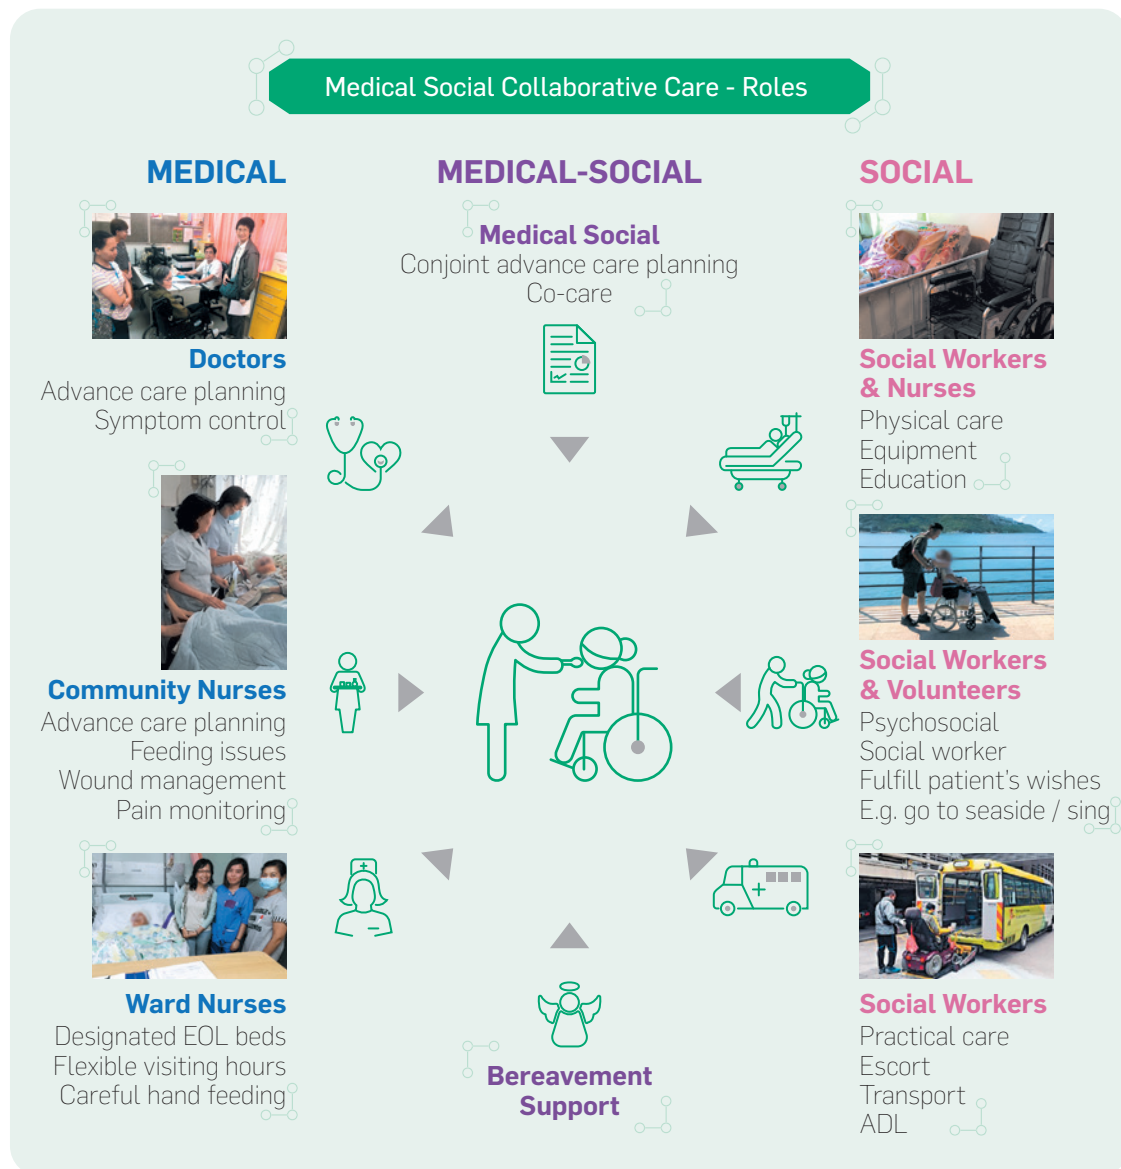 Medical Social Collaborative Care - Roles
MEDICAL
Doctors
Advance care planning
Symptom control
Community Nurses
Advance care planning
Feeding issues
Wound management
Pain monitoring
Ward Nurses
Designated EOL beds
Flexible visiting hours
Careful hand feeding
MEDICAL-SOCIAL
Medical Social
Conjoint advance care planning
Co-care
Bereavement
Support
SOCIAL
Social Workers
& Nurses
Physical care
Equipment
Education
Social Workers
& Volunteers
Psychosocial
Social worker
Fulfill patient's wishes
E.g. go to seaside / sing
Social Workers
Practical care
Escort
Transport
ADL